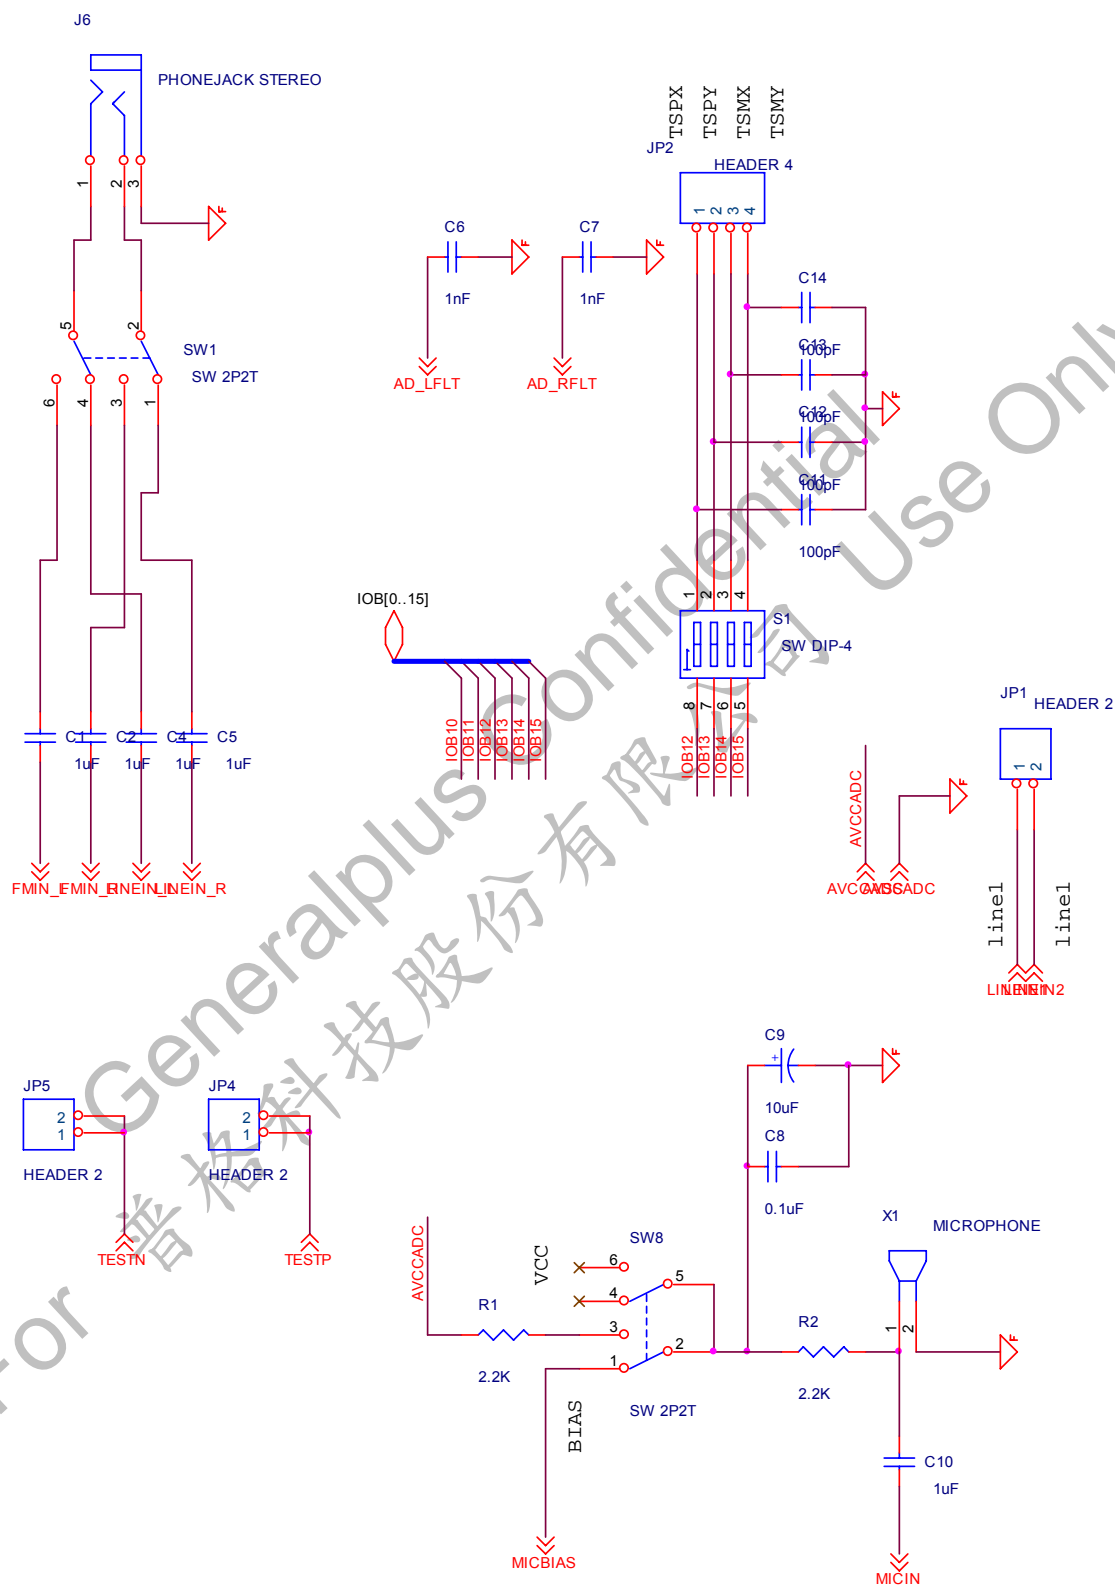 J6
PHONEJACK STEREO
1
2
3
F
5
2
SW1
SW 2P2T
6
4
3
1
C1
1uF
C2
1uF
C4
1uF
C5
1uF
FMIN_L
FMIN_R
LINEIN_L
LINEIN_R
C6
F
1nF
AD_LFLT
C7
F
1nF
AD_RFLT
TSPX
TSPY
TSMX
TSMY
JP2
HEADER 4
1
2
3
4
C14
100pF
C13
100pF
C12
100pF
C11
100pF
F
1
2
3
4
S1
SW DIP-4
8
7
6
5
IOB12
IOB13
IOB14
IOB15
IOB[0..15]
IOB10
IOB11
IOB12
IOB13
IOB14
IOB15
JP1
HEADER 2
1
2
line1
line1
LINEIN1
LINEIN2
AVCCADC
F
AVCCADC
AVSSADC
JP5
2
1
HEADER 2
TESTN
JP4
2
1
HEADER 2
TESTP
C9
+
10uF
F
C8
0.1uF
AVCCADC
VCC
SW8
6
5
4
3
2
1
SW 2P2T
R1
2.2K
BIAS
MICBIAS
R2
2.2K
X1
MICROPHONE
1
2
F
C10
1uF
MICIN
Generalplus Confidential
普格科技股份有限公司
For
Use Only